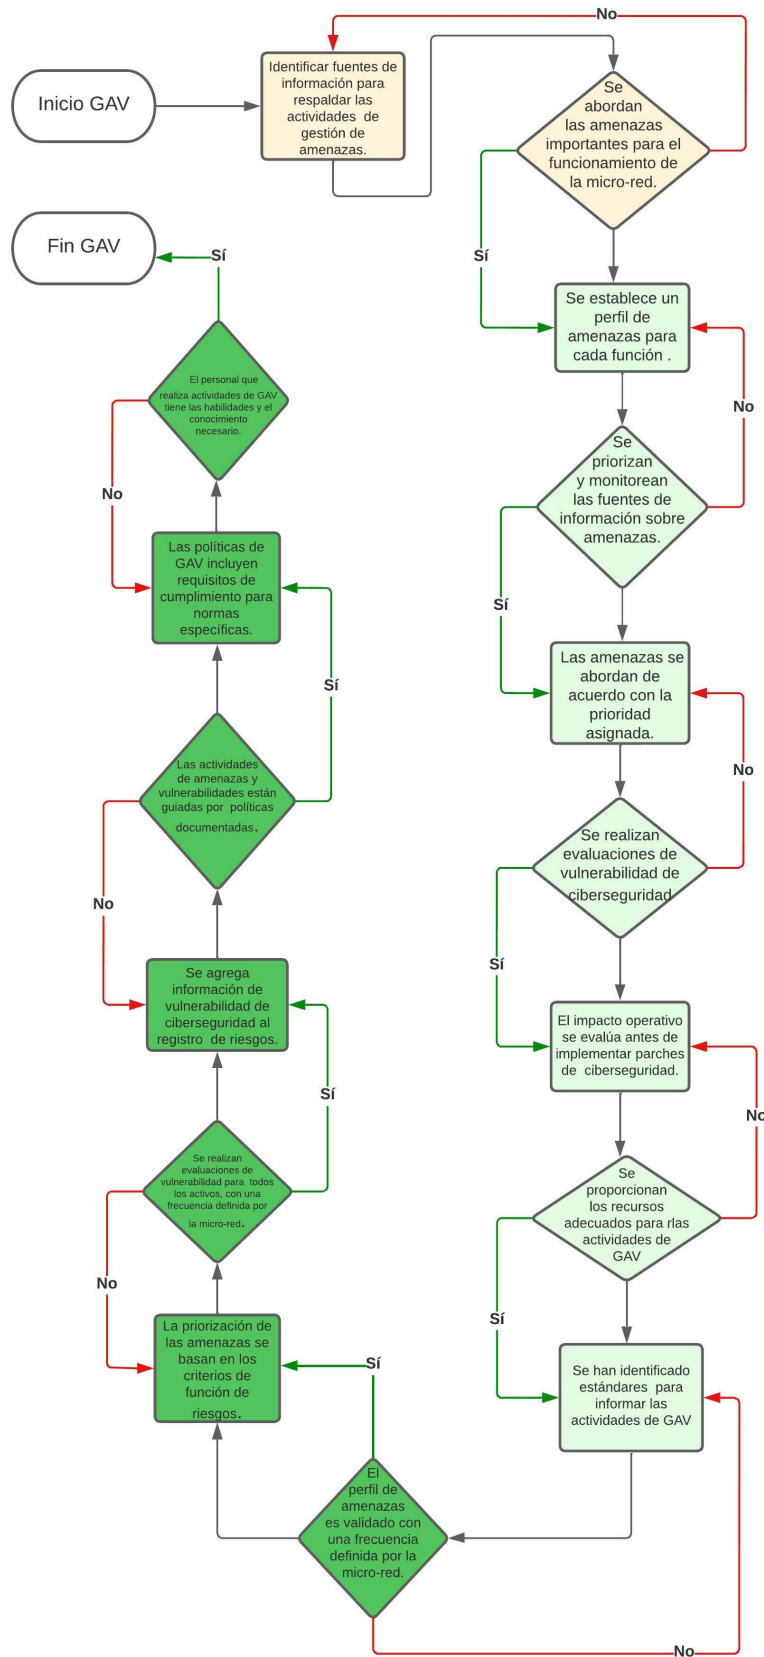 No
Inicio GAV
Identificar fuentes de
información para
respaldar las
actividades de
gestión de
amenazas.
Se
abordan
las amenazas
importantes para el
funcionamiento de
la micro-red.
Sí
Se establece un
perfil de
amenazas para
cada función .
No
Se
priorizan
y monitorean
las fuentes de
información sobre
amenazas.
Sí
Las amenazas se
abordan de
acuerdo con la
prioridad
asignada.
No
Se realizan
evaluaciones de
vulnerabilidad de
ciberseguridad
Sí
El impacto operativo
se evalúa antes de
implementar parches
de ciberseguridad.
No
Se
proporcionan
los recursos
adecuados para rlas
actividades de
GAV
Sí
Se han identificado
estándares para
informar las
actividades de GAV
No
El
perfil de
amenazas
es validado con
una frecuencia
definida por la
micro-red.
Sí
La priorización de
las amenazas se
basan en los
criterios de
función de
riesgos.
No
Se realizan
evaluaciones de
vulnerabilidad para todos
los activos, con una
frecuencia definida por
la micro-red.
Sí
Se agrega
información de
vulnerabilidad de
ciberseguridad al
registro de riesgos.
No
Las actividades
de amenazas y
vulnerabilidades están
guiadas por políticas
documentadas.
Sí
Las políticas de
GAV incluyen
requisitos de
cumplimiento para
normas
específicas.
No
El personal que
realiza actividades de GAV
tiene las habilidades y el
conocimiento
necesario.
Sí
Fin GAV